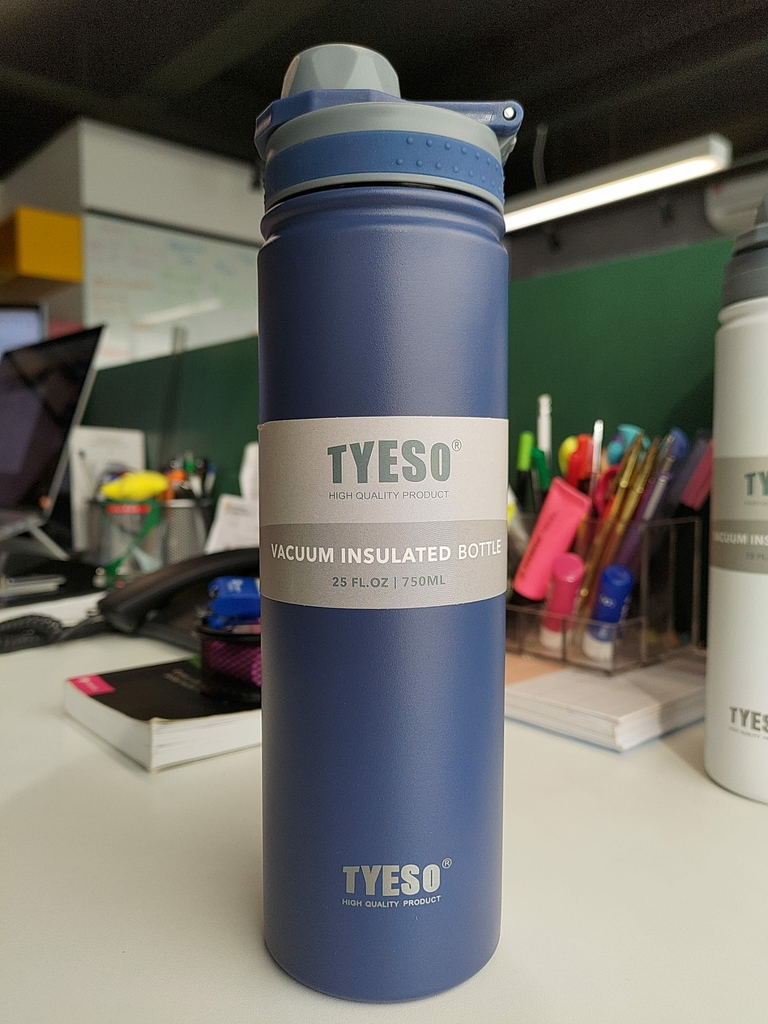 TYESO®
HIGH QUALITY PRODUCT
VACUUM INSULATED BOTTLE
25 FL.OZ | 750ML
TYESO®
HIGH QUALITY PRODUCT